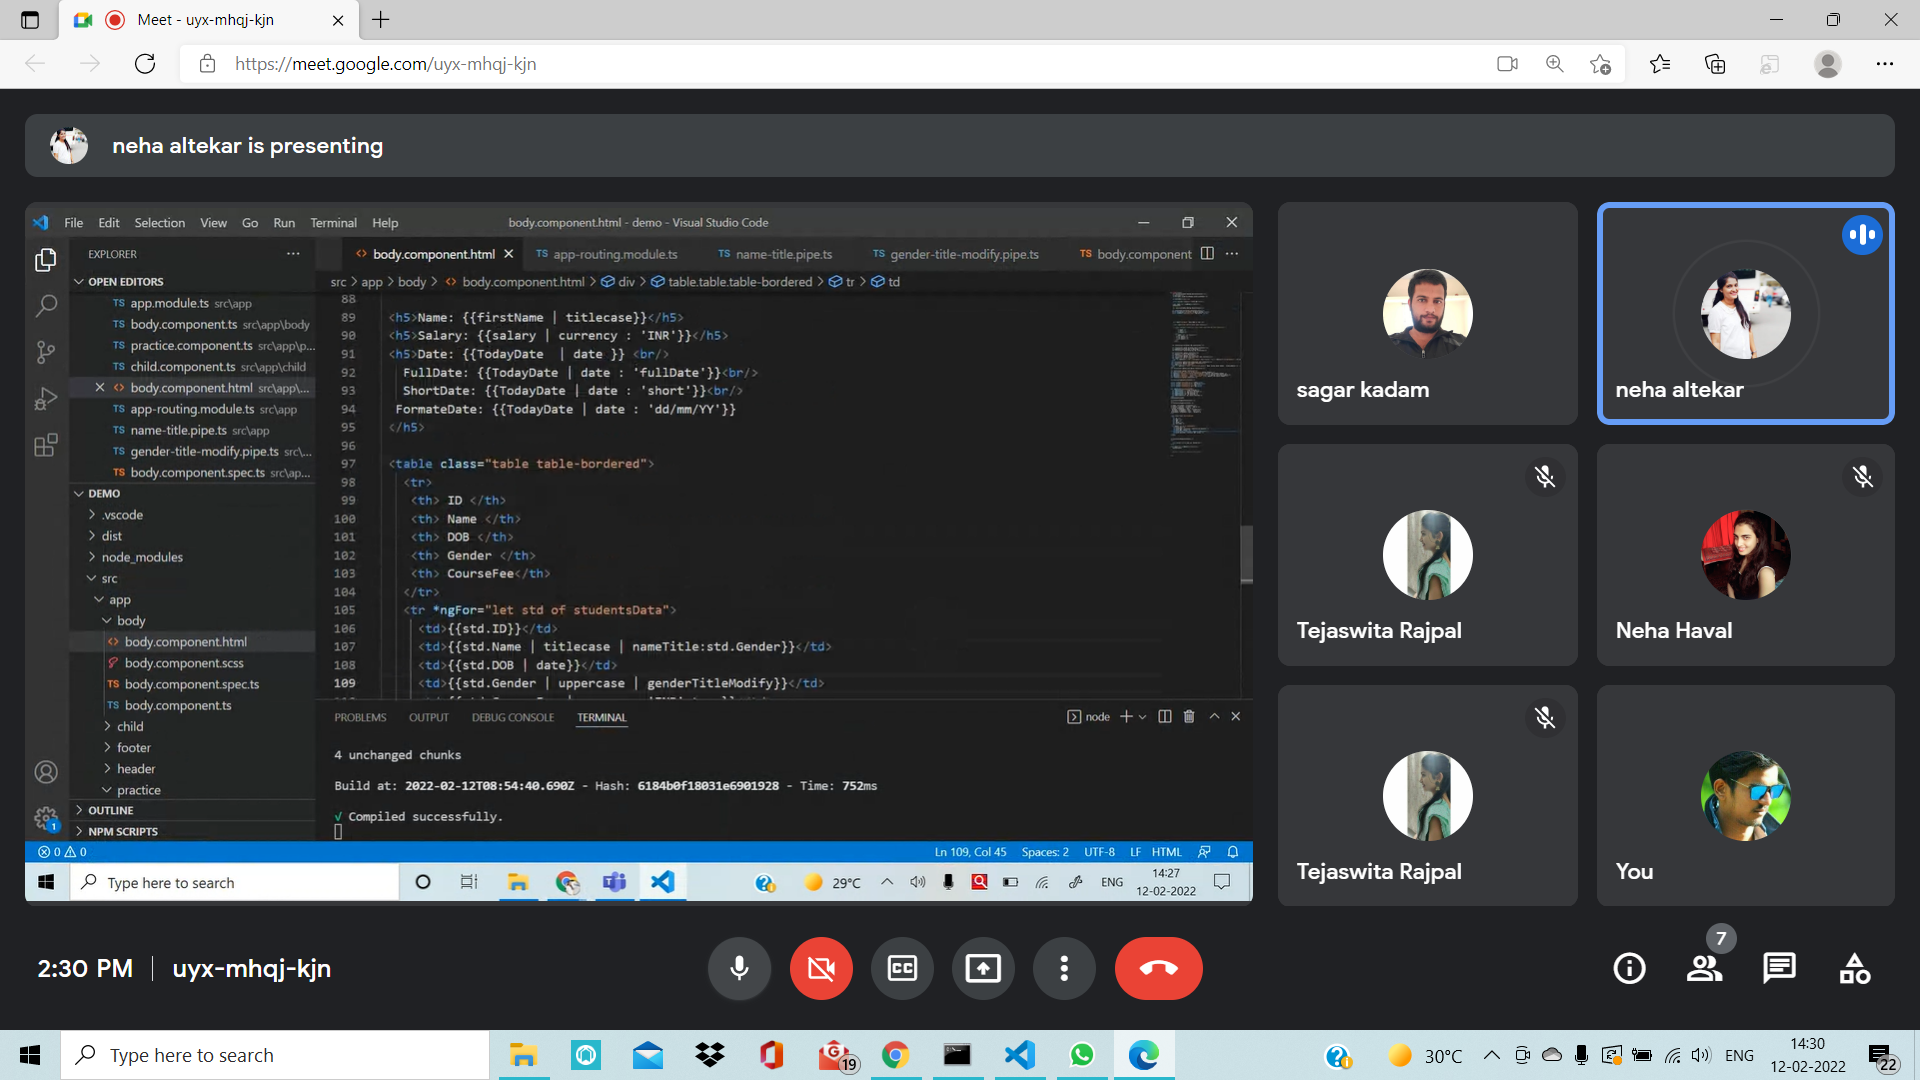 Meet - uyx-mhqj-kjn
https://meet.google.com/uyx-mhqj-kjn
neha altekar is presenting
File Edit Selection View Go Run Terminal Help body.component.html - demo - Visual Studio Code
EXPLORER
body.component.html
TS app-routing.module.ts
TS name-title.pipe.ts
TS gender-title-modify.pipe.ts
TS body.component
src > app > body > body.component.html > div > table.table.table-bordered > tr > td
OPEN EDITORS
TS app.module.ts src\app
TS body.component.ts src\app\body
TS practice.component.ts src\app\p...
TS child.component.ts src\app\child
body.component.html src\app\...
TS app-routing.module.ts src\app
TS name-title.pipe.ts src\app
TS gender-title-modify.pipe.ts src\...
TS body.component.spec.ts src\ap...
DEMO
.vscode
dist
node_modules
src
app
body
body.component.html
body.component.scss
TS body.component.spec.ts
TS body.component.ts
child
footer
header
practice
OUTLINE
NPM SCRIPTS
88
89 <h5>Name: {{firstName | titlecase}}</h5>
90 <h5>Salary: {{salary | currency : 'INR'}}</h5>
91 <h5>Date: {{TodayDate | date }} <br/>
92 FullDate: {{TodayDate | date : 'fullDate'}}<br/>
93 ShortDate: {{TodayDate | date : 'short'}}<br/>
94 FormateDate: {{TodayDate | date : 'dd/mm/YY'}}
95 </h5>
96
97 <table class="table table-bordered">
98 <tr>
99 <th> ID </th>
100 <th> Name </th>
101 <th> DOB </th>
102 <th> Gender </th>
103 <th> CourseFee</th>
104 </tr>
105 <tr *ngFor="let std of studentsData">
106 <td>{{std.ID}}</td>
107 <td>{{std.Name | titlecase | nameTitle:std.Gender}}</td>
108 <td>{{std.DOB | date}}</td>
109 <td>{{std.Gender | uppercase | genderTitleModify}}</td>
PROBLEMS OUTPUT DEBUG CONSOLE TERMINAL
node
4 unchanged chunks
Build at: 2022-02-12T08:54:40.690Z - Hash: 6184b0f18031e6901928 - Time: 752ms
√ Compiled successfully.
1
0 0
Ln 109, Col 45 Spaces: 2 UTF-8 LF HTML
Type here to search
29°C
ENG
14:27
12-02-2022
sagar kadam
neha altekar
Tejaswita Rajpal
Neha Haval
Tejaswita Rajpal
You
2:30 PM | uyx-mhqj-kjn
CC
7
Type here to search
19
30°C
ENG
14:30
12-02-2022
22